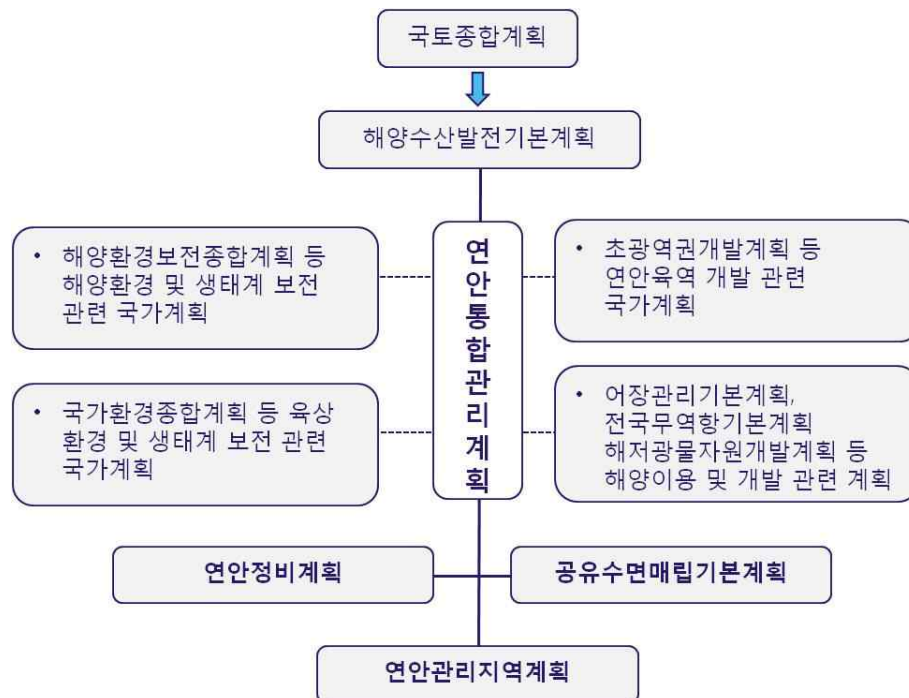 국토종합계획
해양수산발전기본계획
• 해양환경보전종합계획 등
해양환경 및 생태계 보전
관련 국가계획
• 국가환경종합계획 등 육상
환경 및 생태계 보전 관련
국가계획
연안통합관리계획
• 초광역권개발계획 등
연안육역 개발 관련
국가계획
• 어장관리기본계획,
전국무역항기본계획
해저광물자원개발계획 등
해양이용 및 개발 관련 계획
연안정비계획
공유수면매립기본계획
연안관리지역계획